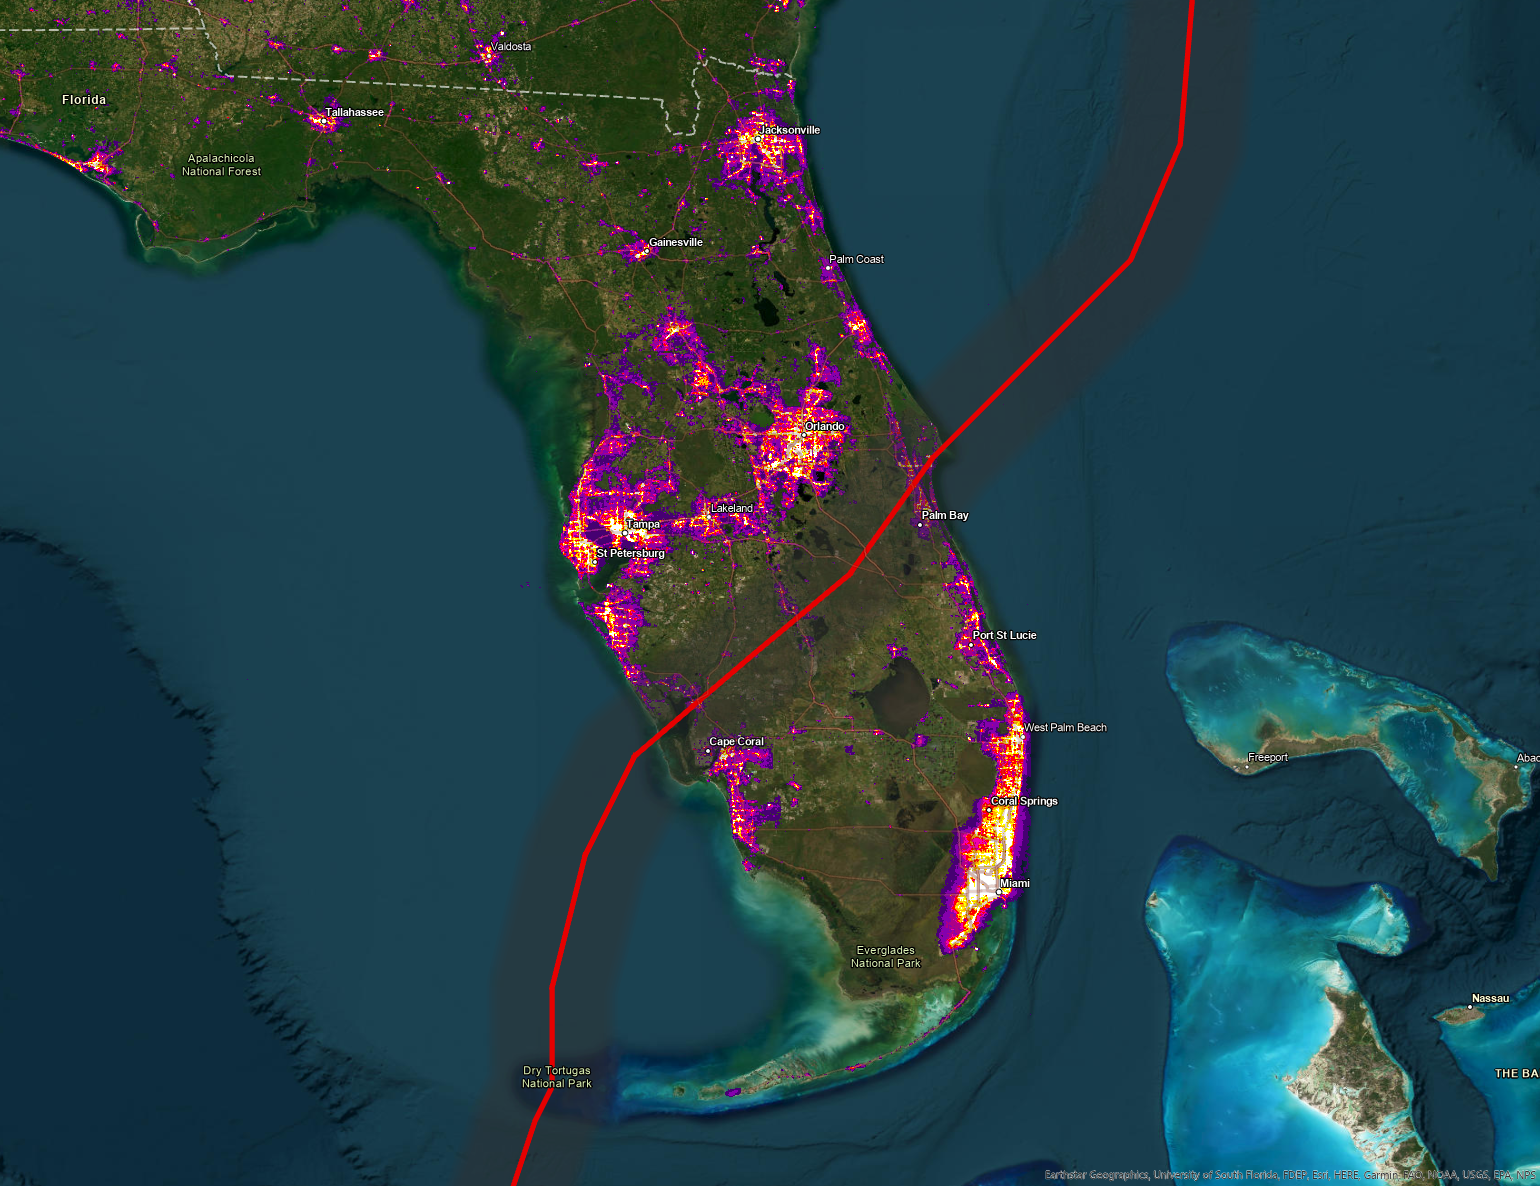 Valdosta
Florida
Tallahassee
Jacksonville
Apalachicola
National Forest
Gainesville
Palm Coast
Orlando
Lakeland
Palm Bay
Tampa
St Petersburg
Port St Lucie
West Palm Beach
Cape Coral
Freeport
Abac
Coral Springs
Miami
Everglades
National Park
Nassau
Dry Tortugas
National Park
THE BA
Earthstar Geographics, University of South Florida, FDEP, Esri, HERE, Garmin, FAO, NOAA, USGS, EPA, NPS